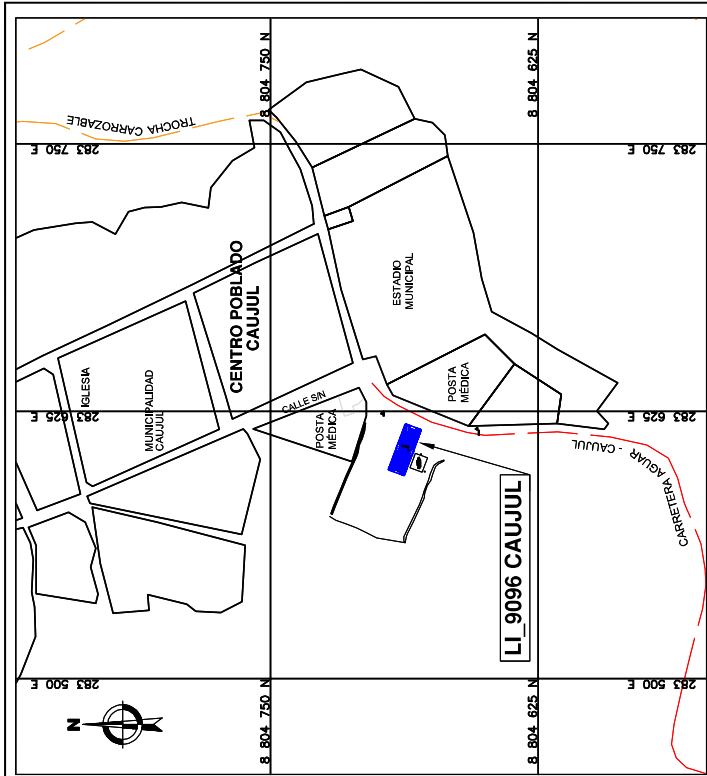 8 804 750 N
8 804 625 N
TROCHA CARROZABLE
283 750 E
283 750 E
ESTADIO
MUNICIPAL
CENTRO POBLADO
CAUJUL
IGLESIA
MUNICIPALIDAD
CAUJUL
CALLE S/N
POSTA
MÉDICA
POSTA
MÉDICA
283 625 E
283 625 E
CARRETERA AGUAR - CAUJUL
LI_9096 CAUJUL
283 500 E
283 500 E
N
8 804 750 N
8 804 625 N